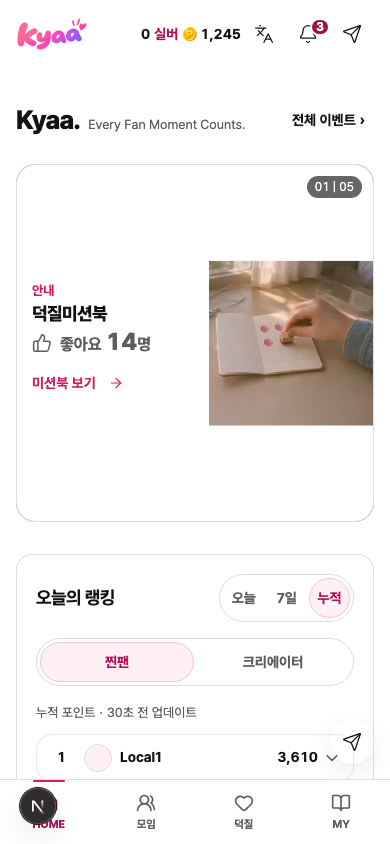 Kyaa
0 실버 1,245
3
Kyaa. Every Fan Moment Counts.
전체 이벤트 ›
01 | 05
안내
덕질미션북
좋아요 14명
미션북 보기 →
오늘의 랭킹
오늘 7일 누적
찐팬 크리에이터
누적 포인트 · 30초 전 업데이트
1 Local1 3,610
N
HOME 모임 덕질 MY